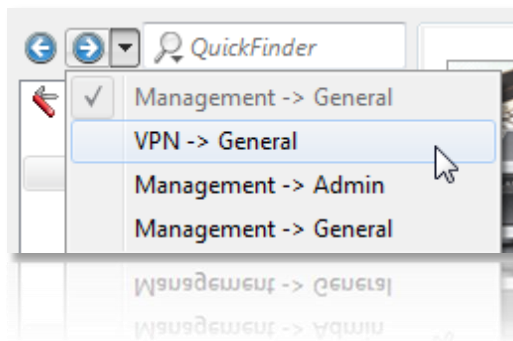 QuickFinder
Management -> General
VPN -> General
Management -> Admin
Management -> General